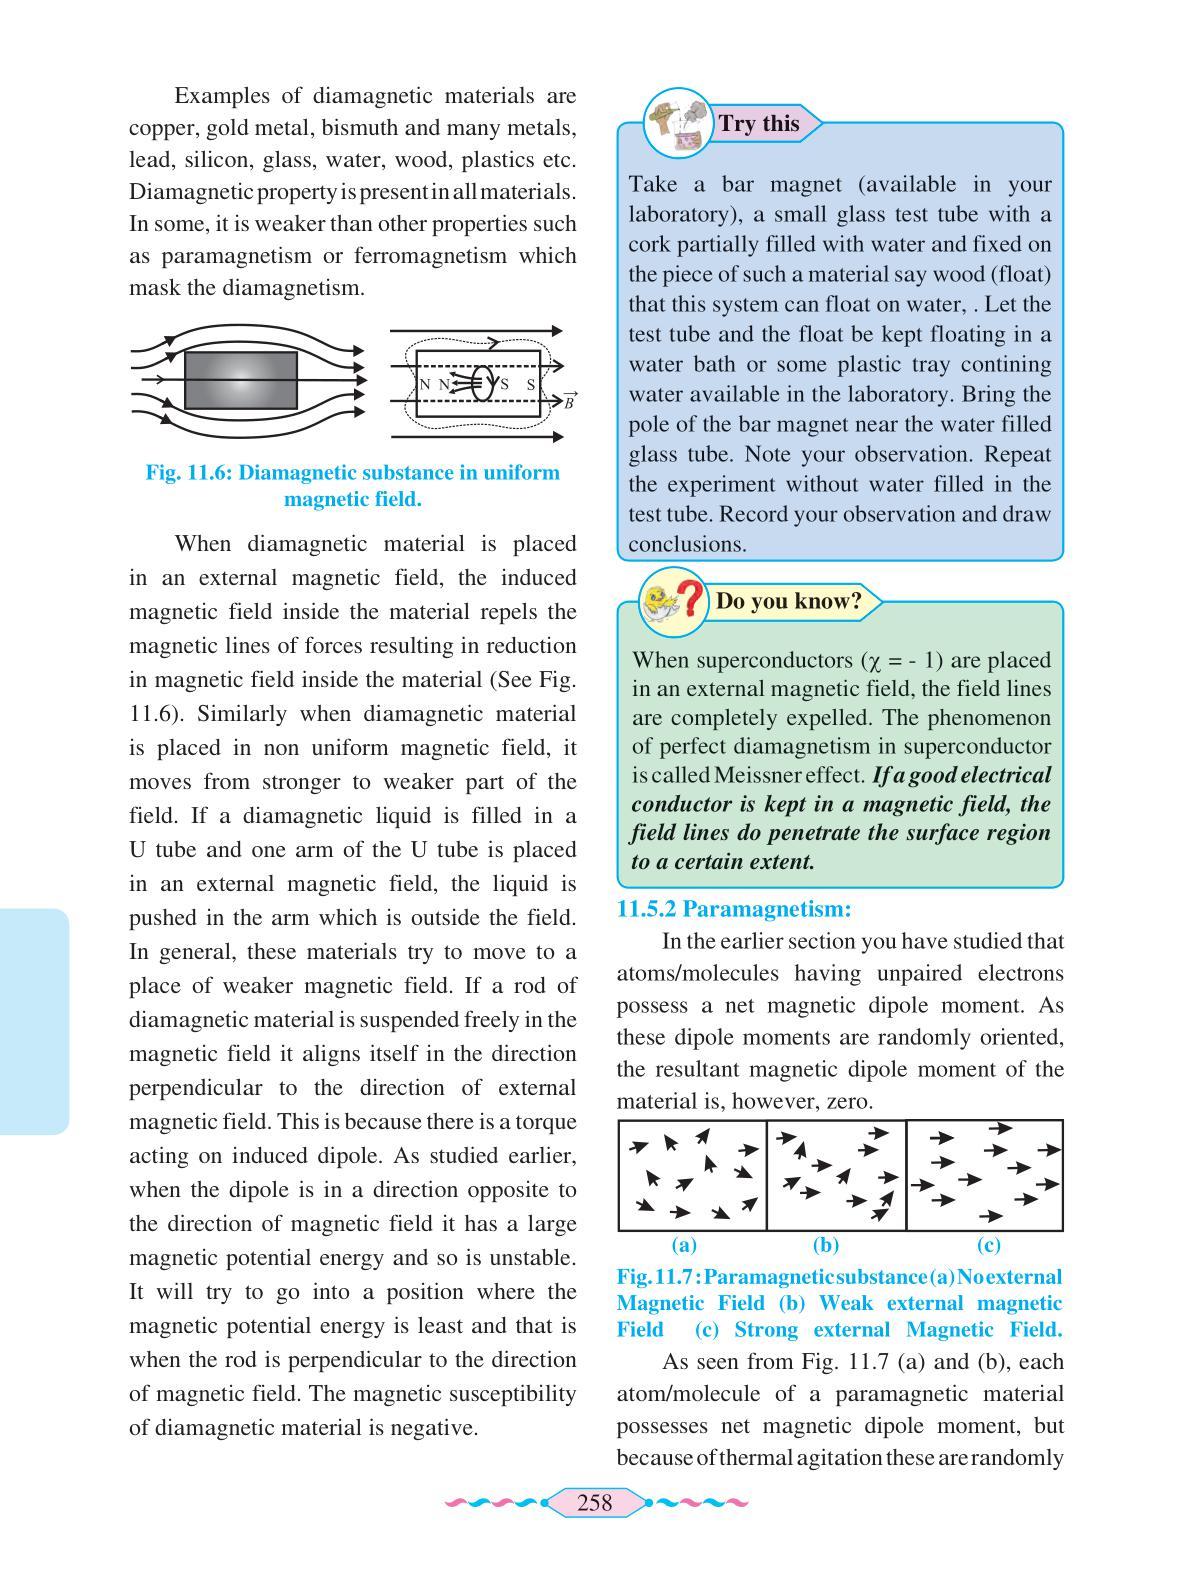 Examples of diamagnetic materials are
copper, gold metal, bismuth and many metals,
lead, silicon, glass, water, wood, plastics etc.
Diamagnetic property is present in all materials.
In some, it is weaker than other properties such
as paramagnetism or ferromagnetism which
mask the diamagnetism.
N N S S
B
Fig. 11.6: Diamagnetic substance in uniform
magnetic field.
When diamagnetic material is placed
in an external magnetic field, the induced
magnetic field inside the material repels the
magnetic lines of forces resulting in reduction
in magnetic field inside the material (See Fig.
11.6). Similarly when diamagnetic material
is placed in non uniform magnetic field, it
moves from stronger to weaker part of the
field. If a diamagnetic liquid is filled in a
U tube and one arm of the U tube is placed
in an external magnetic field, the liquid is
pushed in the arm which is outside the field.
In general, these materials try to move to a
place of weaker magnetic field. If a rod of
diamagnetic material is suspended freely in the
magnetic field it aligns itself in the direction
perpendicular to the direction of external
magnetic field. This is because there is a torque
acting on induced dipole. As studied earlier,
when the dipole is in a direction opposite to
the direction of magnetic field it has a large
magnetic potential energy and so is unstable.
It will try to go into a position where the
magnetic potential energy is least and that is
when the rod is perpendicular to the direction
of magnetic field. The magnetic susceptibility
of diamagnetic material is negative.
Try this
Take a bar magnet (available in your
laboratory), a small glass test tube with a
cork partially filled with water and fixed on
the piece of such a material say wood (float)
that this system can float on water, . Let the
test tube and the float be kept floating in a
water bath or some plastic tray contining
water available in the laboratory. Bring the
pole of the bar magnet near the water filled
glass tube. Note your observation. Repeat
the experiment without water filled in the
test tube. Record your observation and draw
conclusions.
Do you know?
When superconductors (χ = - 1) are placed
in an external magnetic field, the field lines
are completely expelled. The phenomenon
of perfect diamagnetism in superconductor
is called Meissner effect. If a good electrical
conductor is kept in a magnetic field, the
field lines do penetrate the surface region
to a certain extent.
11.5.2 Paramagnetism:
In the earlier section you have studied that
atoms/molecules having unpaired electrons
possess a net magnetic dipole moment. As
these dipole moments are randomly oriented,
the resultant magnetic dipole moment of the
material is, however, zero.
(a) (b) (c)
Fig. 11.7 : Paramagnetic substance (a) No external
Magnetic Field (b) Weak external magnetic
Field (c) Strong external Magnetic Field.
As seen from Fig. 11.7 (a) and (b), each
atom/molecule of a paramagnetic material
possesses net magnetic dipole moment, but
because of thermal agitation these are randomly
258